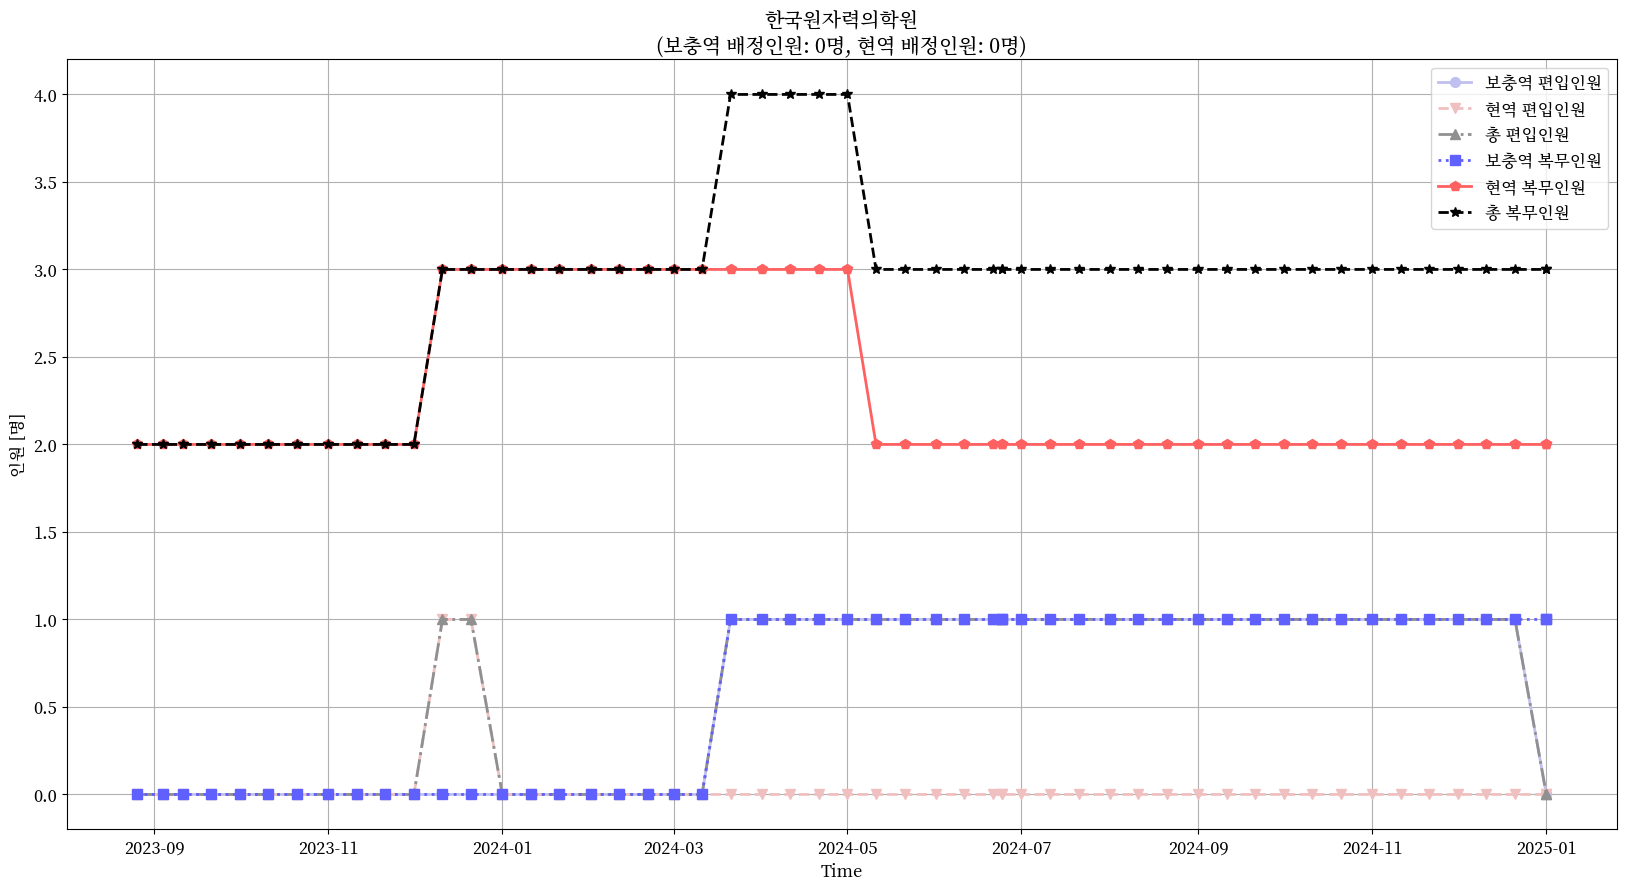 한국원자력의학원
(보충역 배정인원: 0명, 현역 배정인원: 0명)
보충역 편입인원
현역 편입인원
총 편입인원
보충역 복무인원
현역 복무인원
총 복무인원
인원 [명]
4.0
3.5
3.0
2.5
2.0
1.5
1.0
0.5
0.0
2023-09
2023-11
2024-01
2024-03
2024-05
2024-07
2024-09
2024-11
2025-01
Time